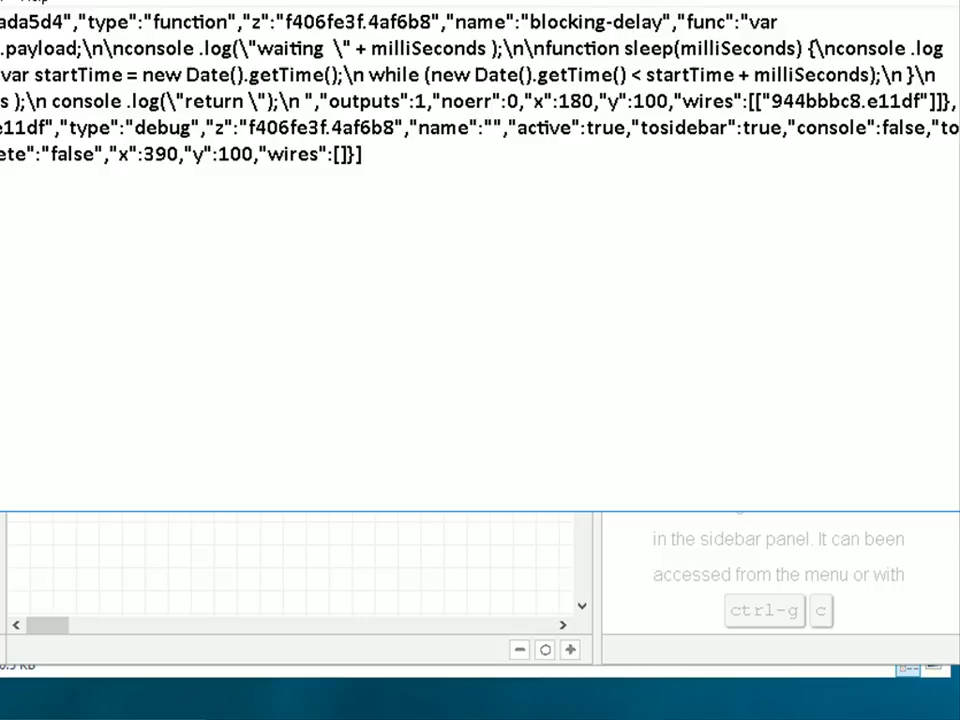 ada5d4","type":"function","z":"f406fe3f.4af6b8","name":"blocking-delay","func":"var
.payload;\n\nconsole .log(\"waiting \" + milliSeconds );\n\nfunction sleep(milliSeconds) {\nconsole .log
var startTime = new Date().getTime();\n while (new Date().getTime() < startTime + milliSeconds);\n }\n
s );\n console .log(\"return \");\n ","outputs":1,"noerr":0,"x":180,"y":100,"wires":[["944bbbc8.e11df"]]},
e11df","type":"debug","z":"f406fe3f.4af6b8","name":"","active":true,"tosidebar":true,"console":false,"to
ete":"false","x":390,"y":100,"wires":[]}]
in the sidebar panel. It can been
accessed from the menu or with
ctrl-g c